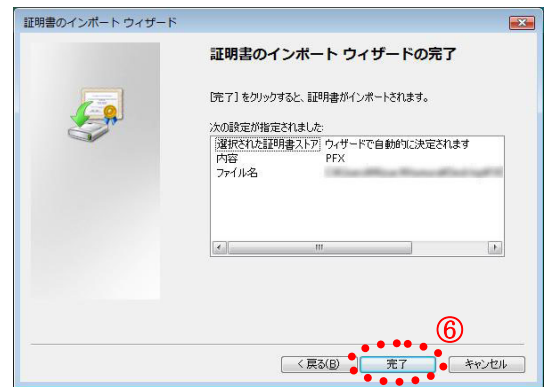 証明書のインポート ウィザード
証明書のインポート ウィザードの完了
[完了] をクリックすると、証明書がインポートされます。
次の設定が指定されました:
選択された証明書ストア ウィザードで自動的に決定されます
内容 PFX
ファイル名
⑥
< 戻る(B) 完了 キャンセル